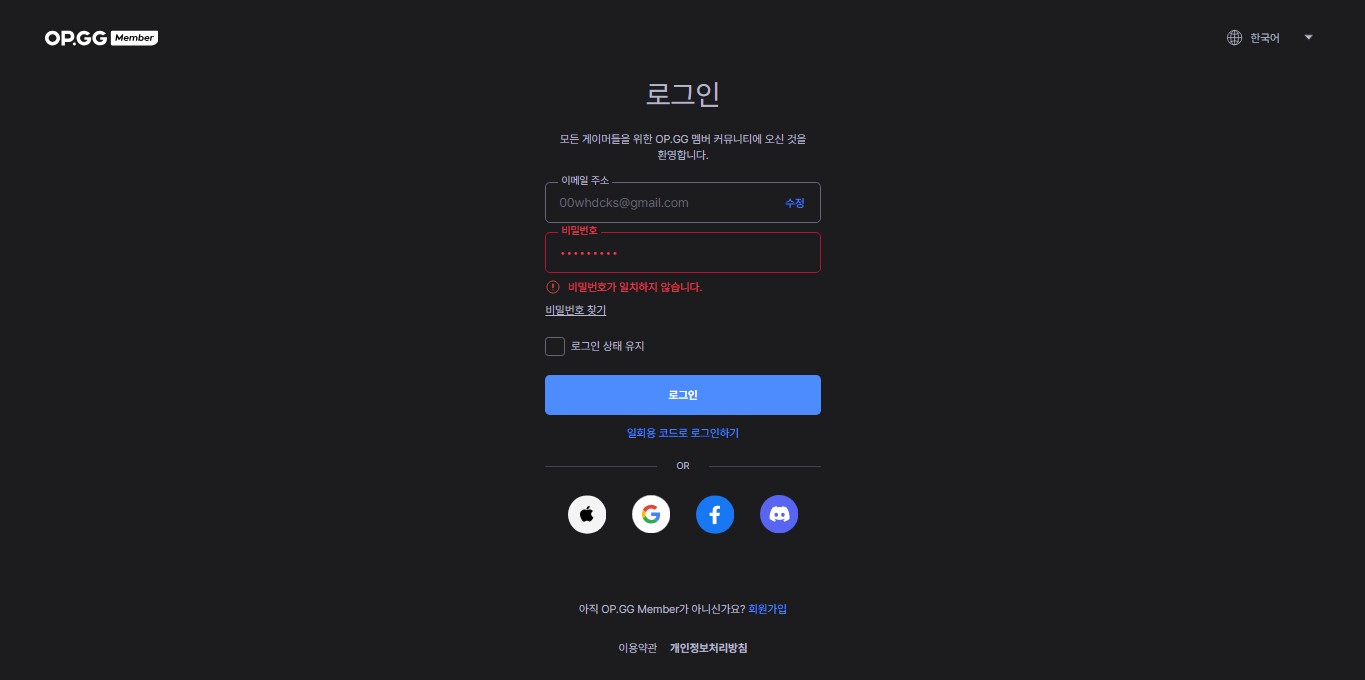 OP.GG Member
한국어
로그인
모든 게이머들을 위한 OP.GG 멤버 커뮤니티에 오신 것을
환영합니다.
이메일 주소
00whdcks@gmail.com 수정
비밀번호
•••••••••
비밀번호가 일치하지 않습니다.
비밀번호 찾기
로그인 상태 유지
로그인
일회용 코드로 로그인하기
OR
아직 OP.GG Member가 아니신가요? 회원가입
이용약관 개인정보처리방침